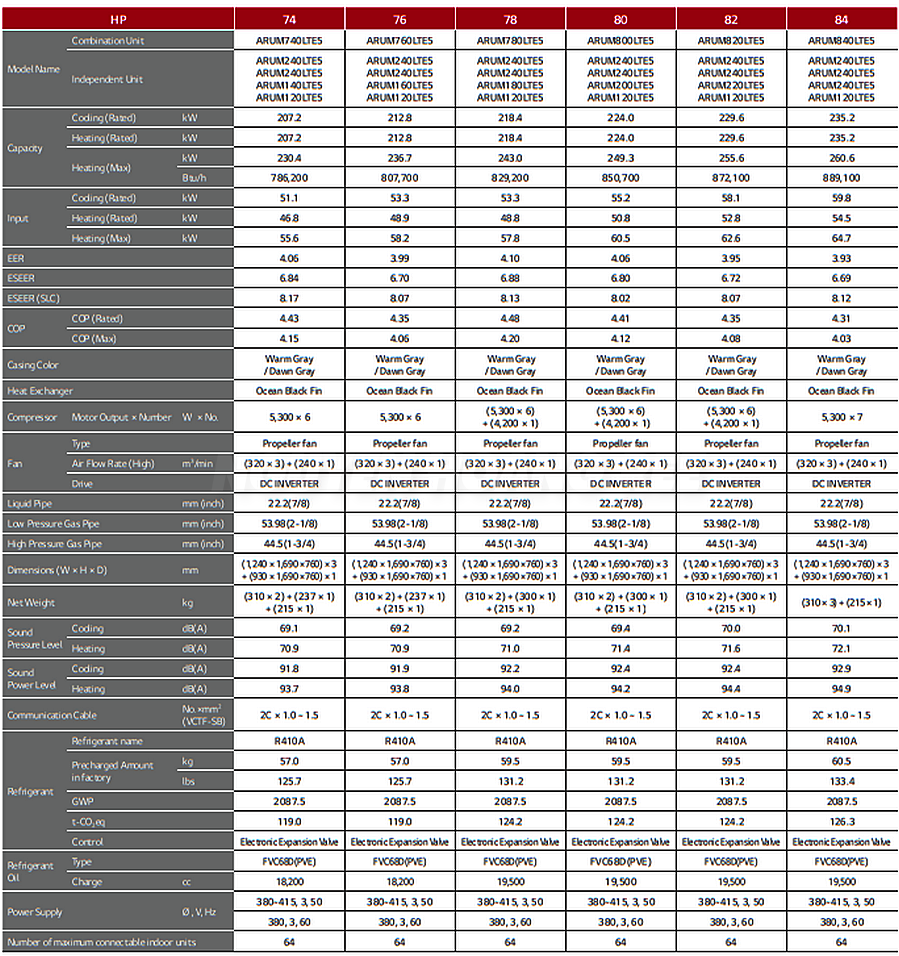 HP 74 76 78 80 82 84
Model Name Combination Unit ARUM740LTE5 ARUM760LTE5 ARUM780LTE5 ARUM800LTE5 ARUM820LTE5 ARUM840LTE5
Independent Unit ARUM240LTE5 ARUM240LTE5 ARUM240LTE5 ARUM240LTE5 ARUM240LTE5 ARUM240LTE5
ARUM240LTE5 ARUM240LTE5 ARUM240LTE5 ARUM240LTE5 ARUM240LTE5 ARUM240LTE5
ARUM140LTE5 ARUM160LTE5 ARUM180LTE5 ARUM200LTE5 ARUM220LTE5 ARUM240LTE5
ARUM120LTE5 ARUM120LTE5 ARUM120LTE5 ARUM120LTE5 ARUM120LTE5 ARUM120LTE5
Capacity Cooling (Rated) kW 207.2 212.8 218.4 224.0 229.6 235.2
Heating (Rated) kW 207.2 212.8 218.4 224.0 229.6 235.2
Heating (Max) kW 230.4 236.7 243.0 249.3 255.6 260.6
Btu/h 786,200 807,700 829,200 850,700 872,100 889,100
Input Cooling (Rated) kW 51.1 53.3 53.3 55.2 58.1 59.8
Heating (Rated) kW 46.8 48.9 48.8 50.8 52.8 54.5
Heating (Max) kW 55.6 58.2 57.8 60.5 62.6 64.7
EER 4.06 3.99 4.10 4.06 3.95 3.93
ESEER 6.84 6.70 6.88 6.80 6.72 6.69
ESEER (SLC) 8.17 8.07 8.13 8.02 8.07 8.12
COP COP (Rated) 4.43 4.35 4.48 4.41 4.35 4.31
COP (Max) 4.15 4.06 4.20 4.12 4.08 4.03
Casing Color Warm Gray Warm Gray Warm Gray Warm Gray Warm Gray Warm Gray
/ Dawn Gray / Dawn Gray / Dawn Gray / Dawn Gray / Dawn Gray / Dawn Gray
Heat Exchanger Ocean Black Fin Ocean Black Fin Ocean Black Fin Ocean Black Fin Ocean Black Fin Ocean Black Fin
Compressor Motor Output × Number W × No. 5,300 × 6 5,300 × 6 (5,300 × 6) (5,300 × 6) (5,300 × 6) 5,300 × 7
+ (4,200 × 1) + (4,200 × 1) + (4,200 × 1)
Fan Type Propeller fan Propeller fan Propeller fan Propeller fan Propeller fan Propeller fan
Air Flow Rate (High) m³/min (320 × 3) + (240 × 1) (320 × 3) + (240 × 1) (320 × 3) + (240 × 1) (320 × 3) + (240 × 1) (320 × 3) + (240 × 1) (320 × 3) + (240 × 1)
Drive DC INVERTER DC INVERTER DC INVERTER DC INVERTER DC INVERTER DC INVERTER
Liquid Pipe mm (inch) 22.2(7/8) 22.2(7/8) 22.2(7/8) 22.2(7/8) 22.2(7/8) 22.2(7/8)
Low Pressure Gas Pipe mm (inch) 53.98(2-1/8) 53.98(2-1/8) 53.98(2-1/8) 53.98(2-1/8) 53.98(2-1/8) 53.98(2-1/8)
High Pressure Gas Pipe mm (inch) 44.5(1-3/4) 44.5(1-3/4) 44.5(1-3/4) 44.5(1-3/4) 44.5(1-3/4) 44.5(1-3/4)
Dimensions (W × H × D) mm (1,240 ×1,690×760) × 3 (1,240 ×1,690×760) × 3 (1,240 ×1,690×760) × 3 (1,240 ×1,690×760) × 3 (1,240 ×1,690×760) × 3 (1,240 ×1,690×760) × 3
+ (930 ×1,690×760) × 1 + (930 ×1,690×760) × 1 + (930 ×1,690×760) × 1 + (930 ×1,690×760) × 1 + (930 ×1,690×760) × 1 + (930 ×1,690×760) × 1
Net Weight kg (310 × 2) + (237 × 1) (310 × 2) + (237 × 1) (310 × 2) + (300 × 1) (310 × 2) + (300 × 1) (310 × 2) + (300 × 1) (310 × 3) + (215 × 1)
+ (215 × 1) + (215 × 1) + (215 × 1) + (215 × 1) + (215 × 1)
Sound Pressure Level Cooling dB(A) 69.1 69.2 69.2 69.4 70.0 70.1
Heating dB(A) 70.9 70.9 71.0 71.4 71.6 72.1
Sound Power Level Cooling dB(A) 91.8 91.9 92.2 92.4 92.4 92.9
Heating dB(A) 93.7 93.8 94.0 94.2 94.4 94.9
Communication Cable No.×mm² (VCTF-SB) 2C × 1.0 ~ 1.5 2C × 1.0 ~ 1.5 2C × 1.0 ~ 1.5 2C × 1.0 ~ 1.5 2C × 1.0 ~ 1.5 2C × 1.0 ~ 1.5
Refrigerant Refrigerant name R410A R410A R410A R410A R410A R410A
Precharged Amount in factory kg 57.0 57.0 59.5 59.5 59.5 60.5
lbs 125.7 125.7 131.2 131.2 131.2 133.4
GWP 2087.5 2087.5 2087.5 2087.5 2087.5 2087.5
t-CO₂eq 119.0 119.0 124.2 124.2 124.2 126.3
Control Electronic Expansion Valve Electronic Expansion Valve Electronic Expansion Valve Electronic Expansion Valve Electronic Expansion Valve Electronic Expansion Valve
Refrigerant Oil Type FVC68D(PVE) FVC68D(PVE) FVC68D(PVE) FVC68D(PVE) FVC68D(PVE) FVC68D(PVE)
Charge cc 18,200 18,200 19,500 19,500 19,500 19,500
Power Supply Ø , V, Hz 380-415, 3, 50 380-415, 3, 50 380-415, 3, 50 380-415, 3, 50 380-415, 3, 50 380-415, 3, 50
380, 3, 60 380, 3, 60 380, 3, 60 380, 3, 60 380, 3, 60 380, 3, 60
Number of maximum connectable indoor units 64 64 64 64 64 64